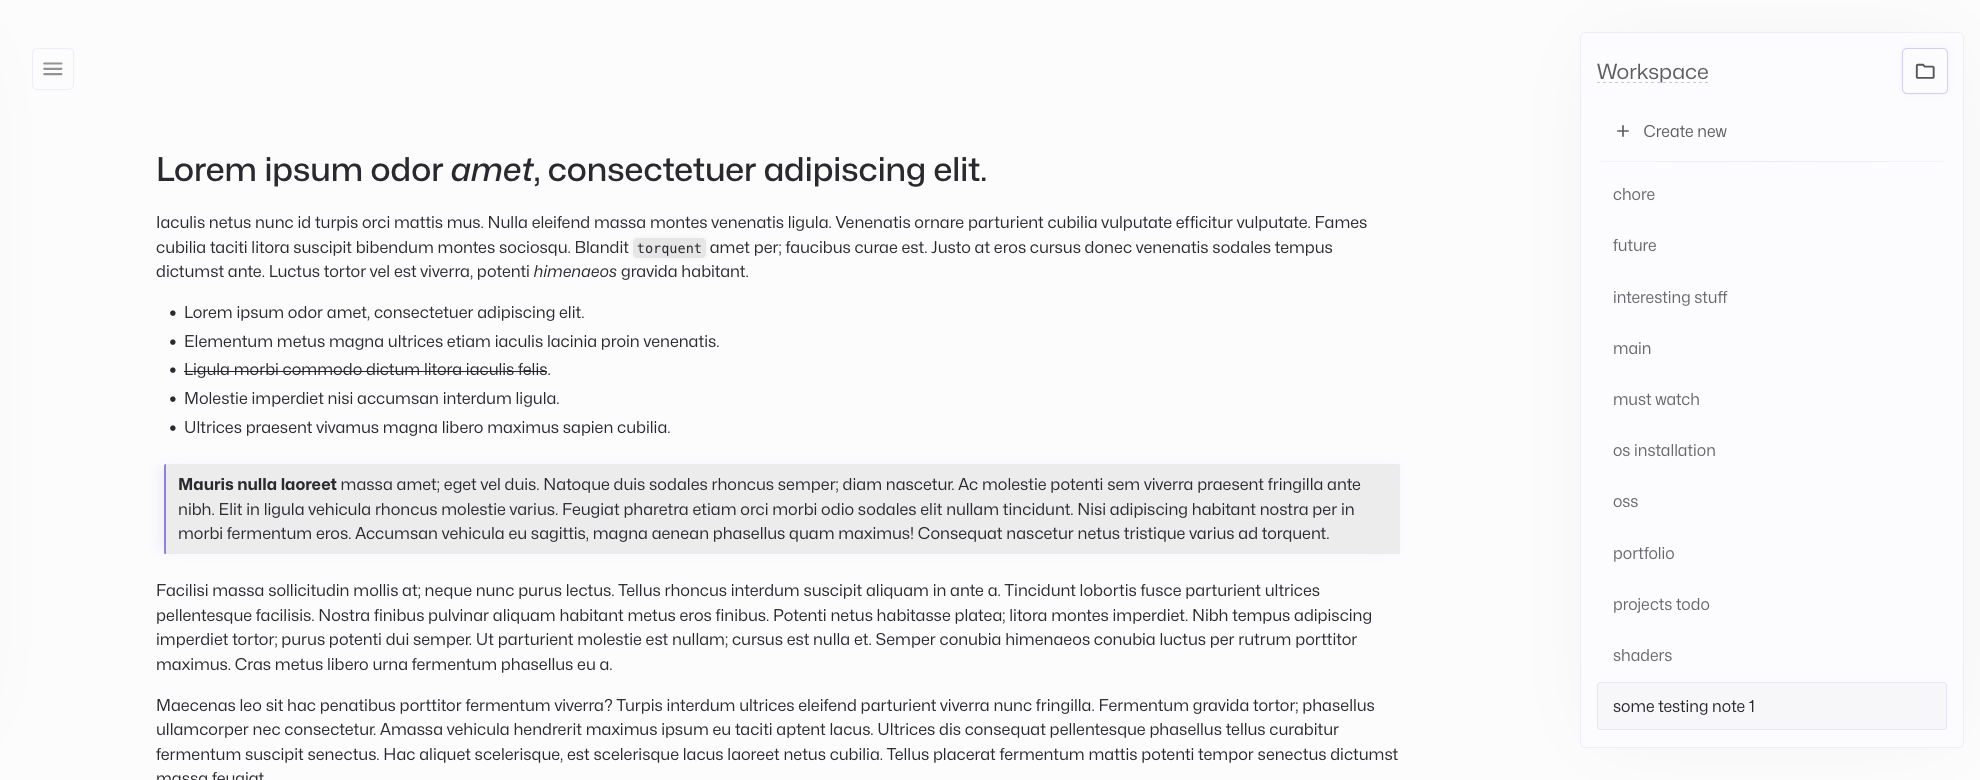 Lorem ipsum odor amet, consectetuer adipiscing elit.
Iaculis netus nunc id turpis orci mattis mus. Nulla eleifend massa montes venenatis ligula. Venenatis ornare parturient cubilia vulputate efficitur vulputate. Fames
cubilia taciti litora suscipit bibendum montes sociosqu. Blandit torquent amet per; faucibus curae est. Justo at eros cursus donec venenatis sodales tempus
dictumst ante. Luctus tortor vel est viverra, potenti himenaeos gravida habitant.
• Lorem ipsum odor amet, consectetuer adipiscing elit.
• Elementum metus magna ultrices etiam iaculis lacinia proin venenatis.
• Ligula morbi commodo dictum litora iaculis felis.
• Molestie imperdiet nisi accumsan interdum ligula.
• Ultrices praesent vivamus magna libero maximus sapien cubilia.
Mauris nulla laoreet massa amet; eget vel duis. Natoque duis sodales rhoncus semper; diam nascetur. Ac molestie potenti sem viverra praesent fringilla ante
nibh. Elit in ligula vehicula rhoncus molestie varius. Feugiat pharetra etiam orci morbi odio sodales elit nullam tincidunt. Nisi adipiscing habitant nostra per in
morbi fermentum eros. Accumsan vehicula eu sagittis, magna aenean phasellus quam maximus! Consequat nascetur netus tristique varius ad torquent.
Facilisi massa sollicitudin mollis at; neque nunc purus lectus. Tellus rhoncus interdum suscipit aliquam in ante a. Tincidunt lobortis fusce parturient ultrices
pellentesque facilisis. Nostra finibus pulvinar aliquam habitant metus eros finibus. Potenti netus habitasse platea; litora montes imperdiet. Nibh tempus adipiscing
imperdiet tortor; purus potenti dui semper. Ut parturient molestie est nullam; cursus est nulla et. Semper conubia himenaeos conubia luctus per rutrum porttitor
maximus. Cras metus libero urna fermentum phasellus eu a.
Maecenas leo sit hac penatibus porttitor fermentum viverra? Turpis interdum ultrices eleifend parturient viverra nunc fringilla. Fermentum gravida tortor; phasellus
ullamcorper nec consectetur. Amassa vehicula hendrerit maximus ipsum eu taciti aptent lacus. Ultrices dis consequat pellentesque phasellus tellus curabitur
fermentum suscipit senectus. Hac aliquet scelerisque, est scelerisque lacus laoreet netus cubilia. Tellus placerat fermentum mattis potenti tempor senectus dictumst
massa feugiat.
Workspace
Create new
chore
future
interesting stuff
main
must watch
os installation
oss
portfolio
projects todo
shaders
some testing note 1